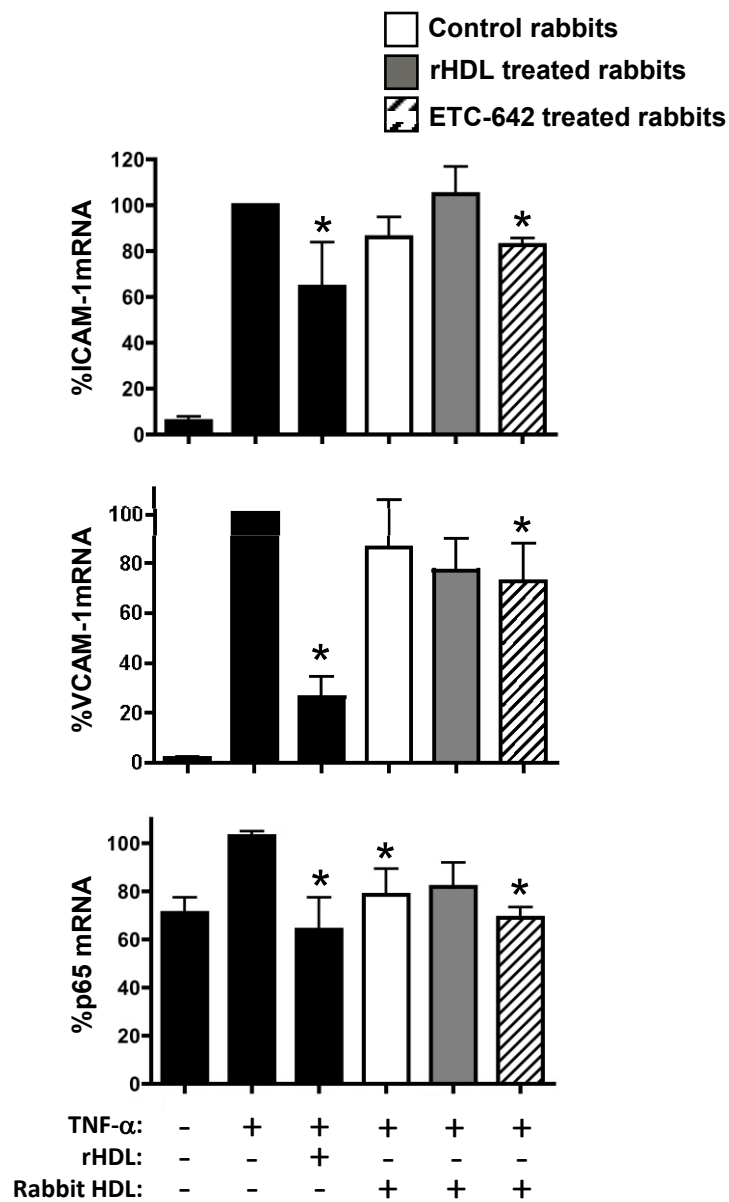 Control rabbits
rHDL treated rabbits
ETC-642 treated rabbits
%ICAM-1mRNA
120
100
80
60
40
20
0
*
*
%VCAM-1mRNA
100
80
60
40
20
0
*
*
%p65 mRNA
100
80
60
40
20
0
*
*
*
TNF-α: - + + + + +
rHDL: - - + - - -
Rabbit HDL: - - - + + +